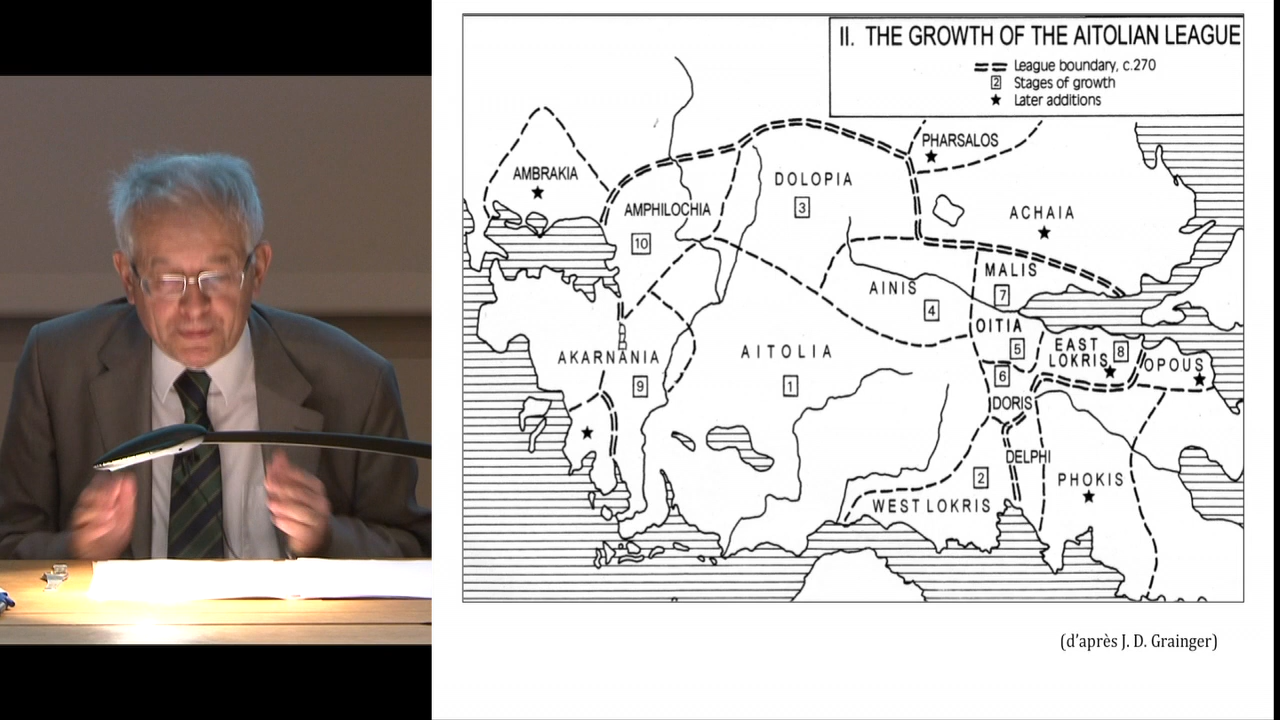 II. THE GROWTH OF THE AITOLIAN LEAGUE
League boundary, c.270
2 Stages of growth
★ Later additions
PHARSALOS
AMBRAKIA
DOLOPIA
3
AMPHILOCHIA
ACHAIA
10
MALIS
7
AINIS
4
OITIA
5
EAST
LOKRIS
8
OPOUS
AKARNANIA
9
AITOLIA
1
6
DORIS
DELPHI
2
PHOKIS
WEST LOKRIS
(d'après J. D. Grainger)